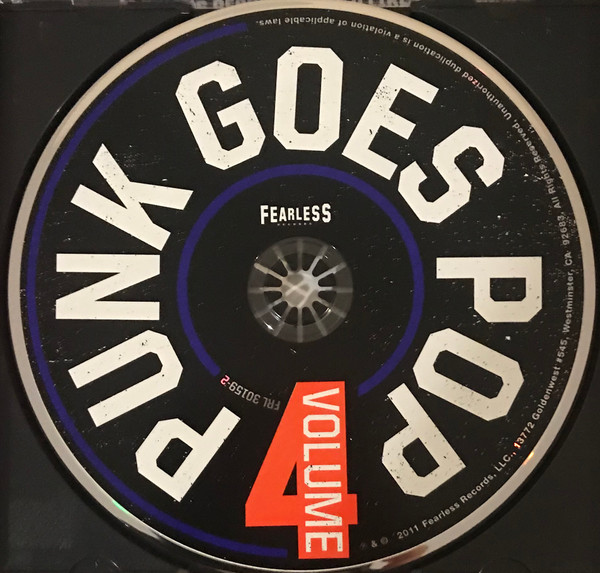 PUNK GOES POP
VOLUME
4
FEARLESS
RECORDS
FRL 30159-2
℗ & © 2011 Fearless Records, LLC., 13772 Goldenwest #545, Westminster, CA 92683. All Rights Reserved. Unauthorized duplication is a violation of applicable laws.